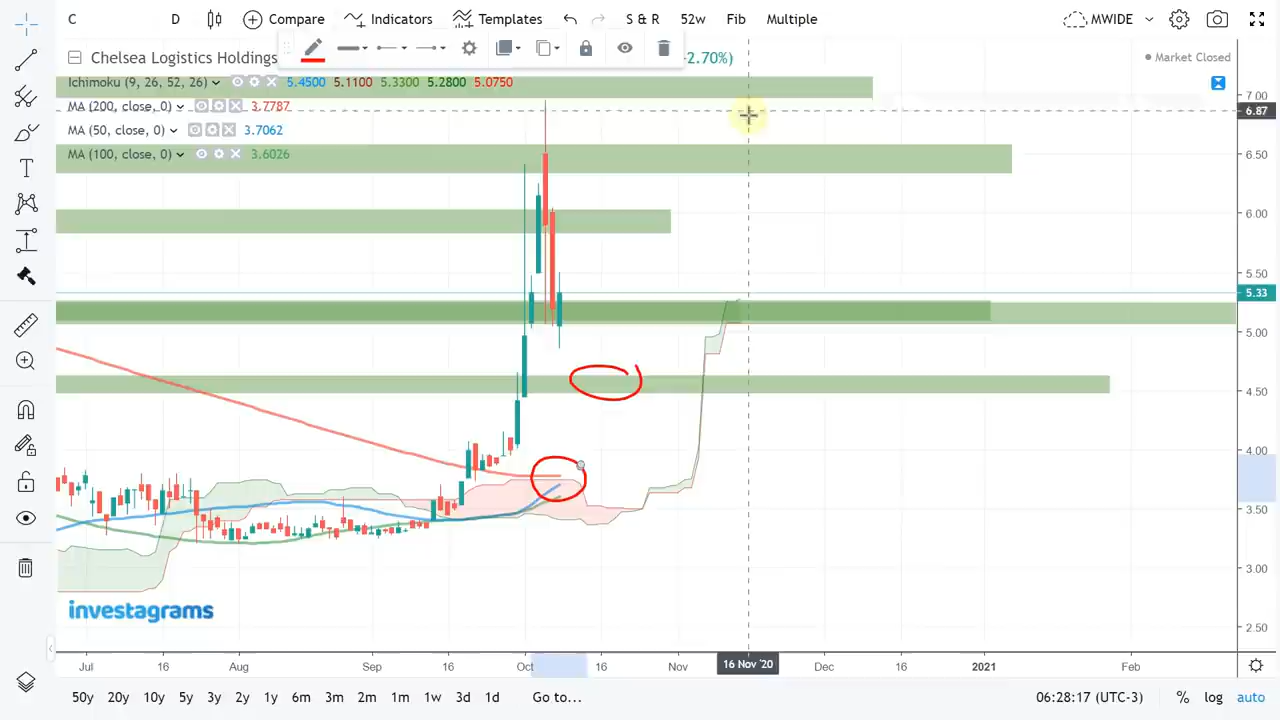 C D Compare Indicators Templates S & R 52w Fib Multiple MWIDE
Chelsea Logistics Holdings -2.70%) Market Closed
Ichimoku (9, 26, 52, 26) 5.4500 5.1100 5.3300 5.2800 5.0750
MA (200, close, 0) 3.7787
MA (50, close, 0) 3.7062
MA (100, close, 0) 3.6026
7.00
6.87
6.50
6.00
5.50
5.33
5.00
4.50
4.00
3.50
3.00
2.50
investagrams
Jul 16 Aug Sep 16 Oct 16 Nov 16 Nov '20 Dec 16 2021 Feb
50y 20y 10y 5y 3y 2y 1y 6m 3m 2m 1m 1w 3d 1d Go to... 06:28:17 (UTC-3) % log auto